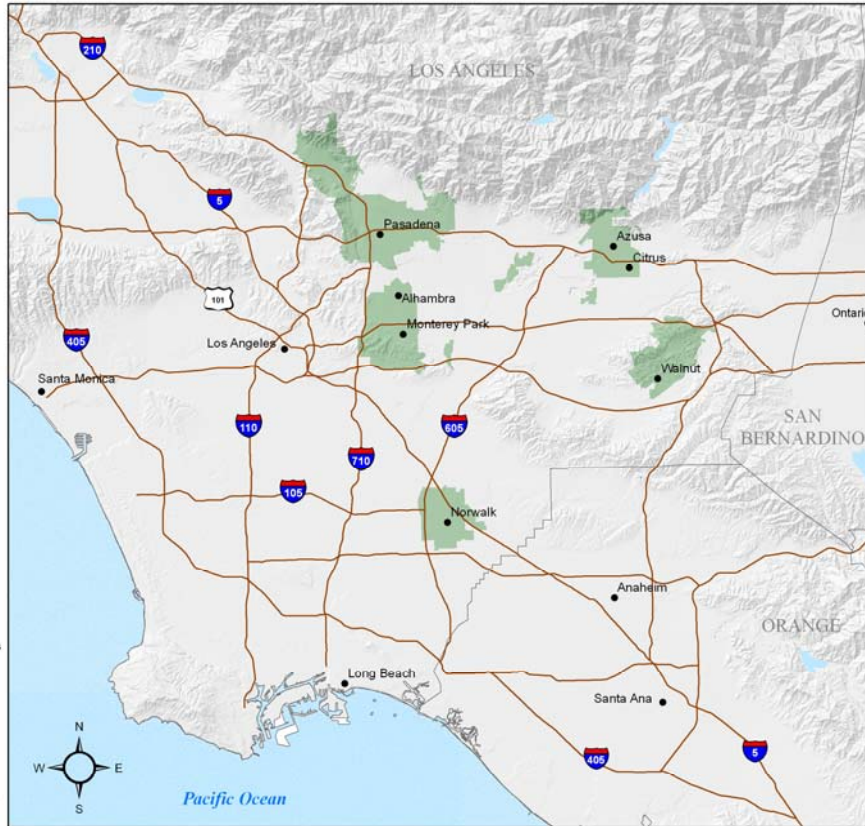 210
LOS ANGELES
5
Pasadena
Azusa
Citrus
101
Alhambra
Monterey Park
Ontario
405
Los Angeles
Walnut
Santa Monica
110
605
SAN
BERNARDINO
710
105
Norwalk
Anaheim
ORANGE
Long Beach
Santa Ana
N
W
E
S
405
5
Pacific Ocean